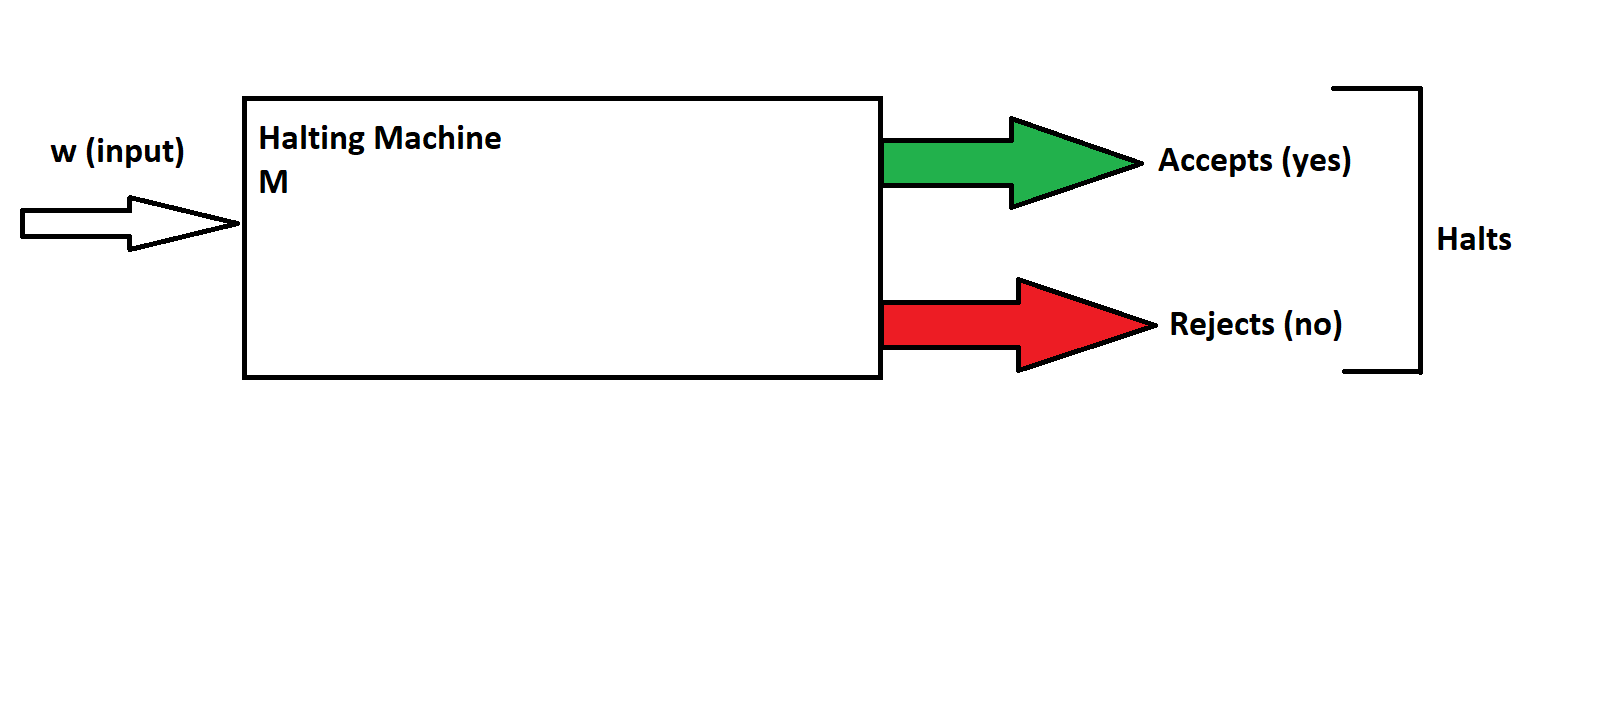 w (input)
Halting Machine
M
Accepts (yes)
Rejects (no)
Halts